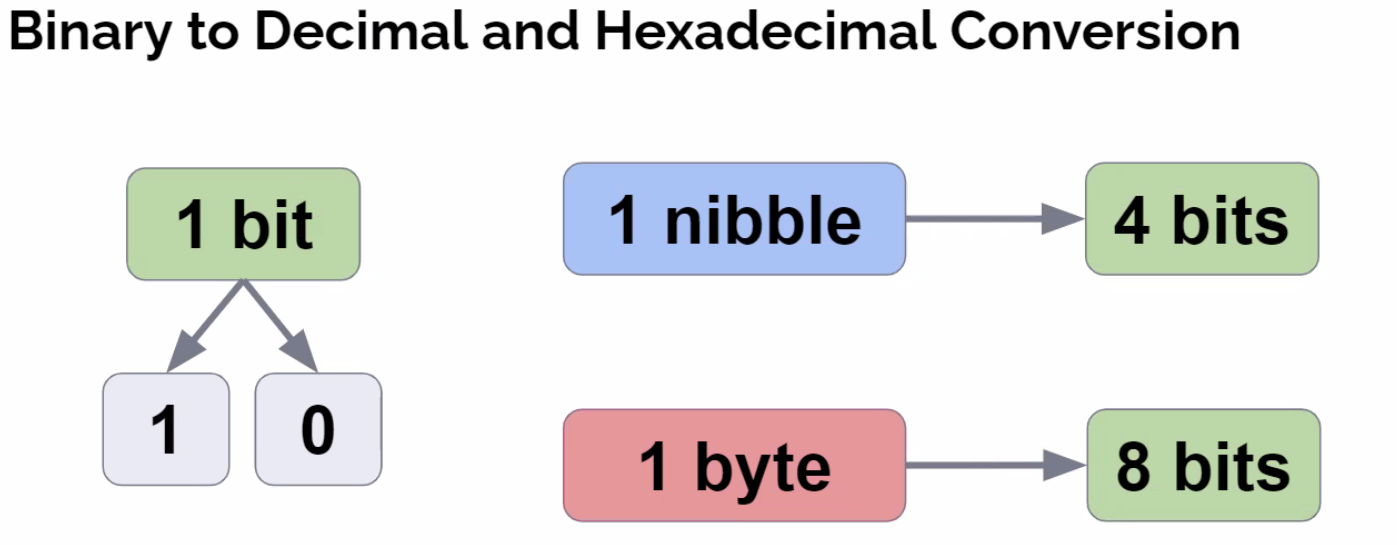 Binary to Decimal and Hexadecimal Conversion
1 bit
1
0
1 nibble
4 bits
1 byte
8 bits